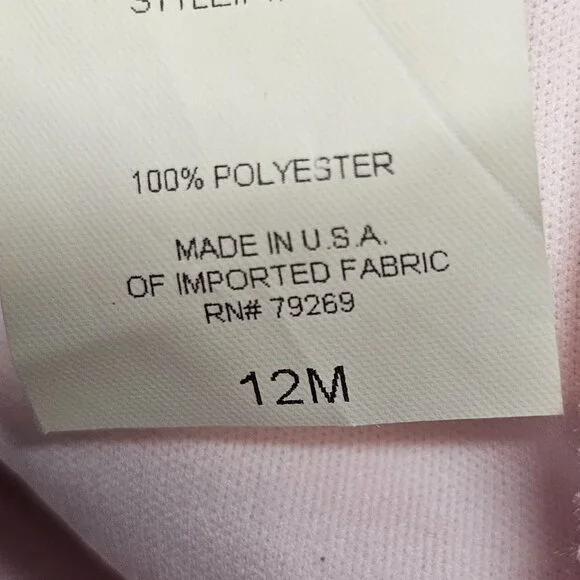 100% POLYESTER
MADE IN U.S.A.
OF IMPORTED FABRIC
RN# 79269
12M